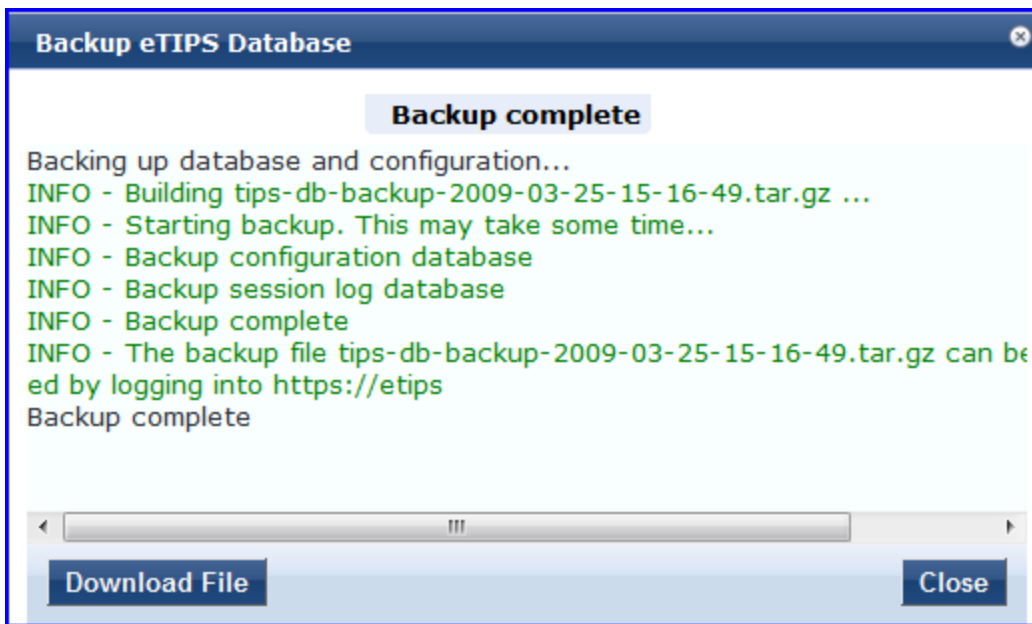 Backup eTIPS Database
Backup complete
Backing up database and configuration...
INFO - Building tips-db-backup-2009-03-25-15-16-49.tar.gz ...
INFO - Starting backup. This may take some time...
INFO - Backup configuration database
INFO - Backup session log database
INFO - Backup complete
INFO - The backup file tips-db-backup-2009-03-25-15-16-49.tar.gz can be
ed by logging into https://etips
Backup complete
Download File Close